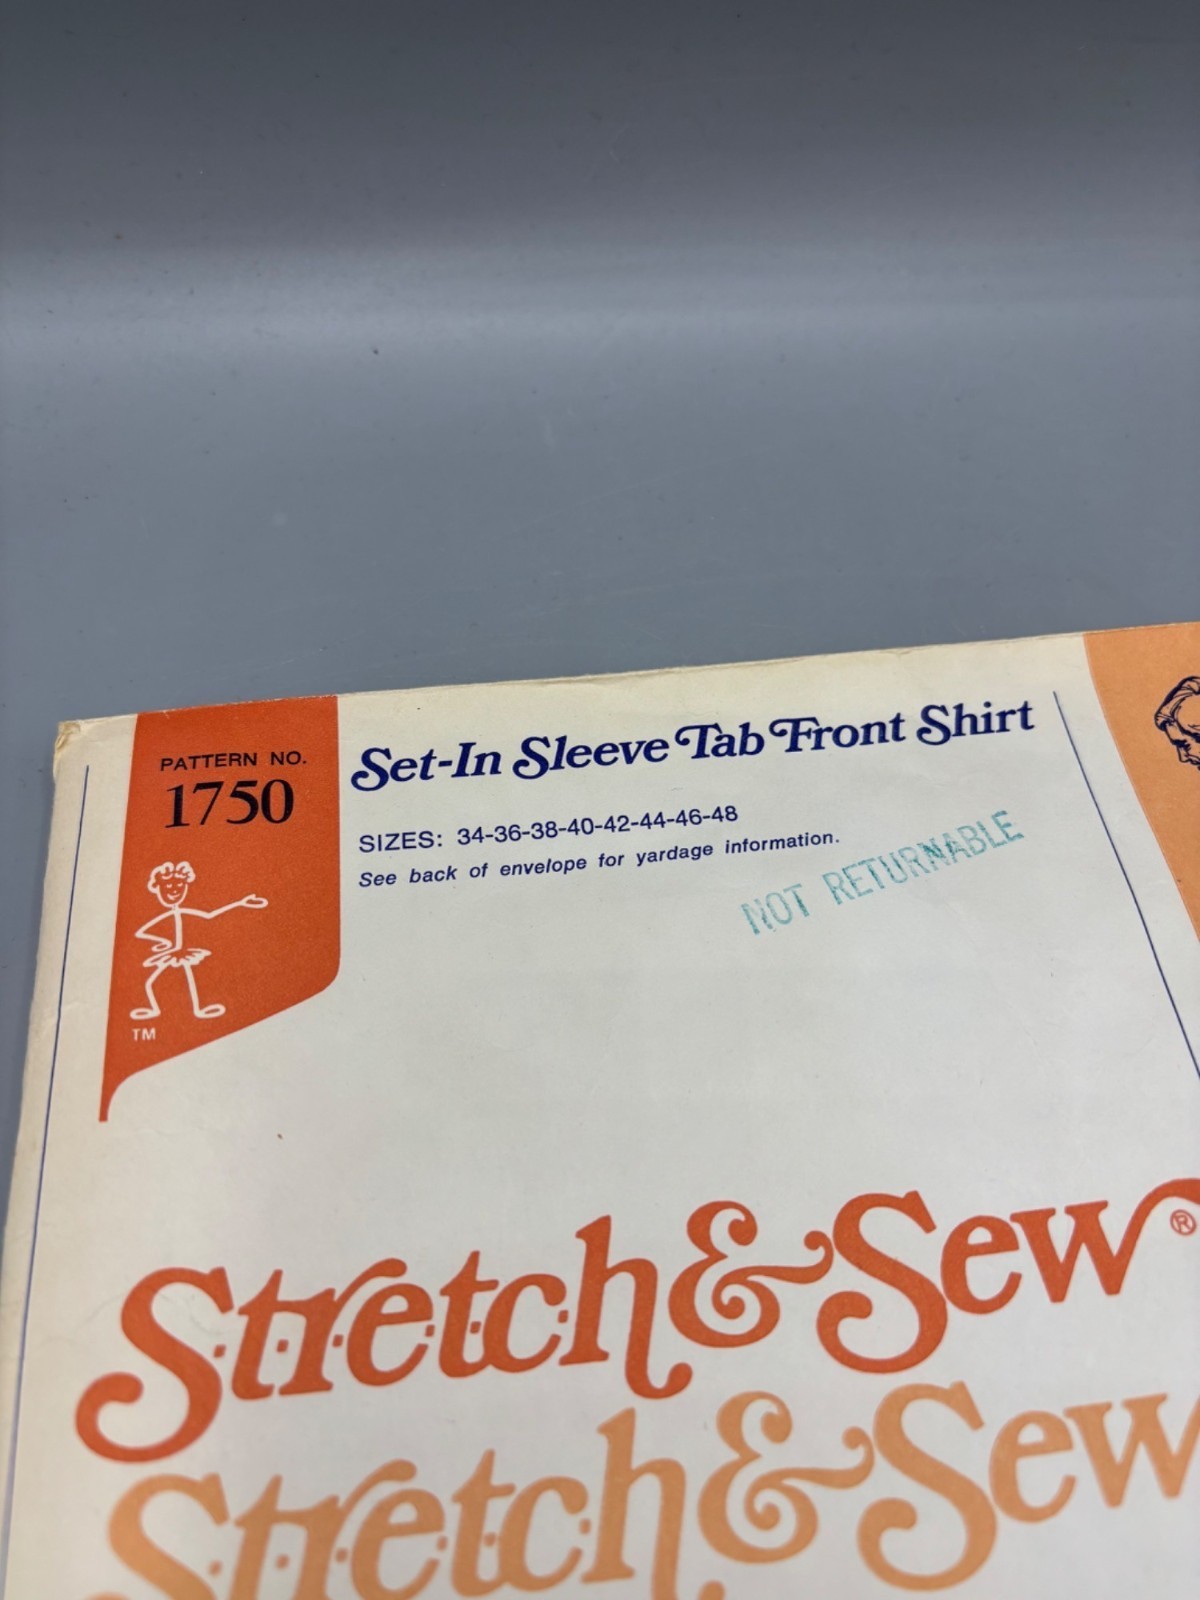 PATTERN NO.
1750
Set-In Sleeve Tab Front Shirt
SIZES: 34-36-38-40-42-44-46-48
See back of envelope for yardage information.
NOT RETURNABLE
TM
Stretch & Sew®
Stretch & Sew